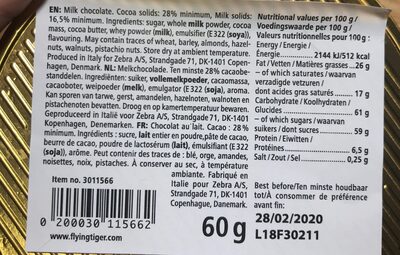 EN: Milk chocolate. Cocoa solids: 28% minimum, Milk solids:
16,5% minimum. Ingredients: sugar, whole milk powder, cocoa
mass, cocoa butter, whey powder (milk), emulsifier (E322 (soya)),
flavouring. May contain traces of wheat, barley, almonds, hazel-
nuts, walnuts, pistachio nuts. Store dry at ambient temperature.
Produced in Italy for Zebra A/S, Strandgade 71, DK-1401 Copen-
hagen, Denmark. NL: Melkchocolade. Ten minste 28% cacaobe-
standdelen. Ingrediënten: suiker, vollemelkpoeder, cacaomassa,
cacaoboter, weipoeder (melk), emulgator (E 322 (soja)), aroma.
Kan sporen van tarwe, gerst, amandelen, hazelnoten, walnoten en
pistachenoten bevatten. Droog en op kamertemperatuur bewaren.
Geproduceerd in Italië voor Zebra A/S, Strandgade 71, DK-1401
Copenhagen, Denemarken. FR: Chocolat au lait. Cacao : 28 %
minimum. Ingrédients : sucre, lait entier en poudre, pâte de cacao,
beurre de cacao, poudre de lactosérum (lait), émulsifiant (E 322
(soja)), arôme. Peut contenir des traces de : blé, orge, amandes,
noisettes, noix, pistaches. À conserver au sec, à température
ambiante. Fabriqué en
Italie pour Zebra A/S,
Strandgade 71, DK-1401
Copenhague, Danemark.
Item no. 3011566
0 200030 115662
www.flyingtiger.com
60 g
Nutritional values per 100 g/
Voedingswaarde per 100 g/
Valeurs nutritionnelles pour 100 g :
Energy / Energie /
Énergie 2144 kJ/512 kcal
Fat / Vetten / Matières grasses 26 g
– of which saturates / waarvan
verzadigde vetzuren /
dont acides gras saturés 17 g
Carbohydrate / Koolhydraten /
Glucides 61 g
– of which sugars / waarvan
suikers / dont sucres 59 g
Protein / Eiwitten /
Protéines 6,5 g
Salt / Zout / Sel 0,25 g
Best before/Ten minste houdbaar
tot/À consommer de préférence
avant fin:
28/02/2020
L18F30211